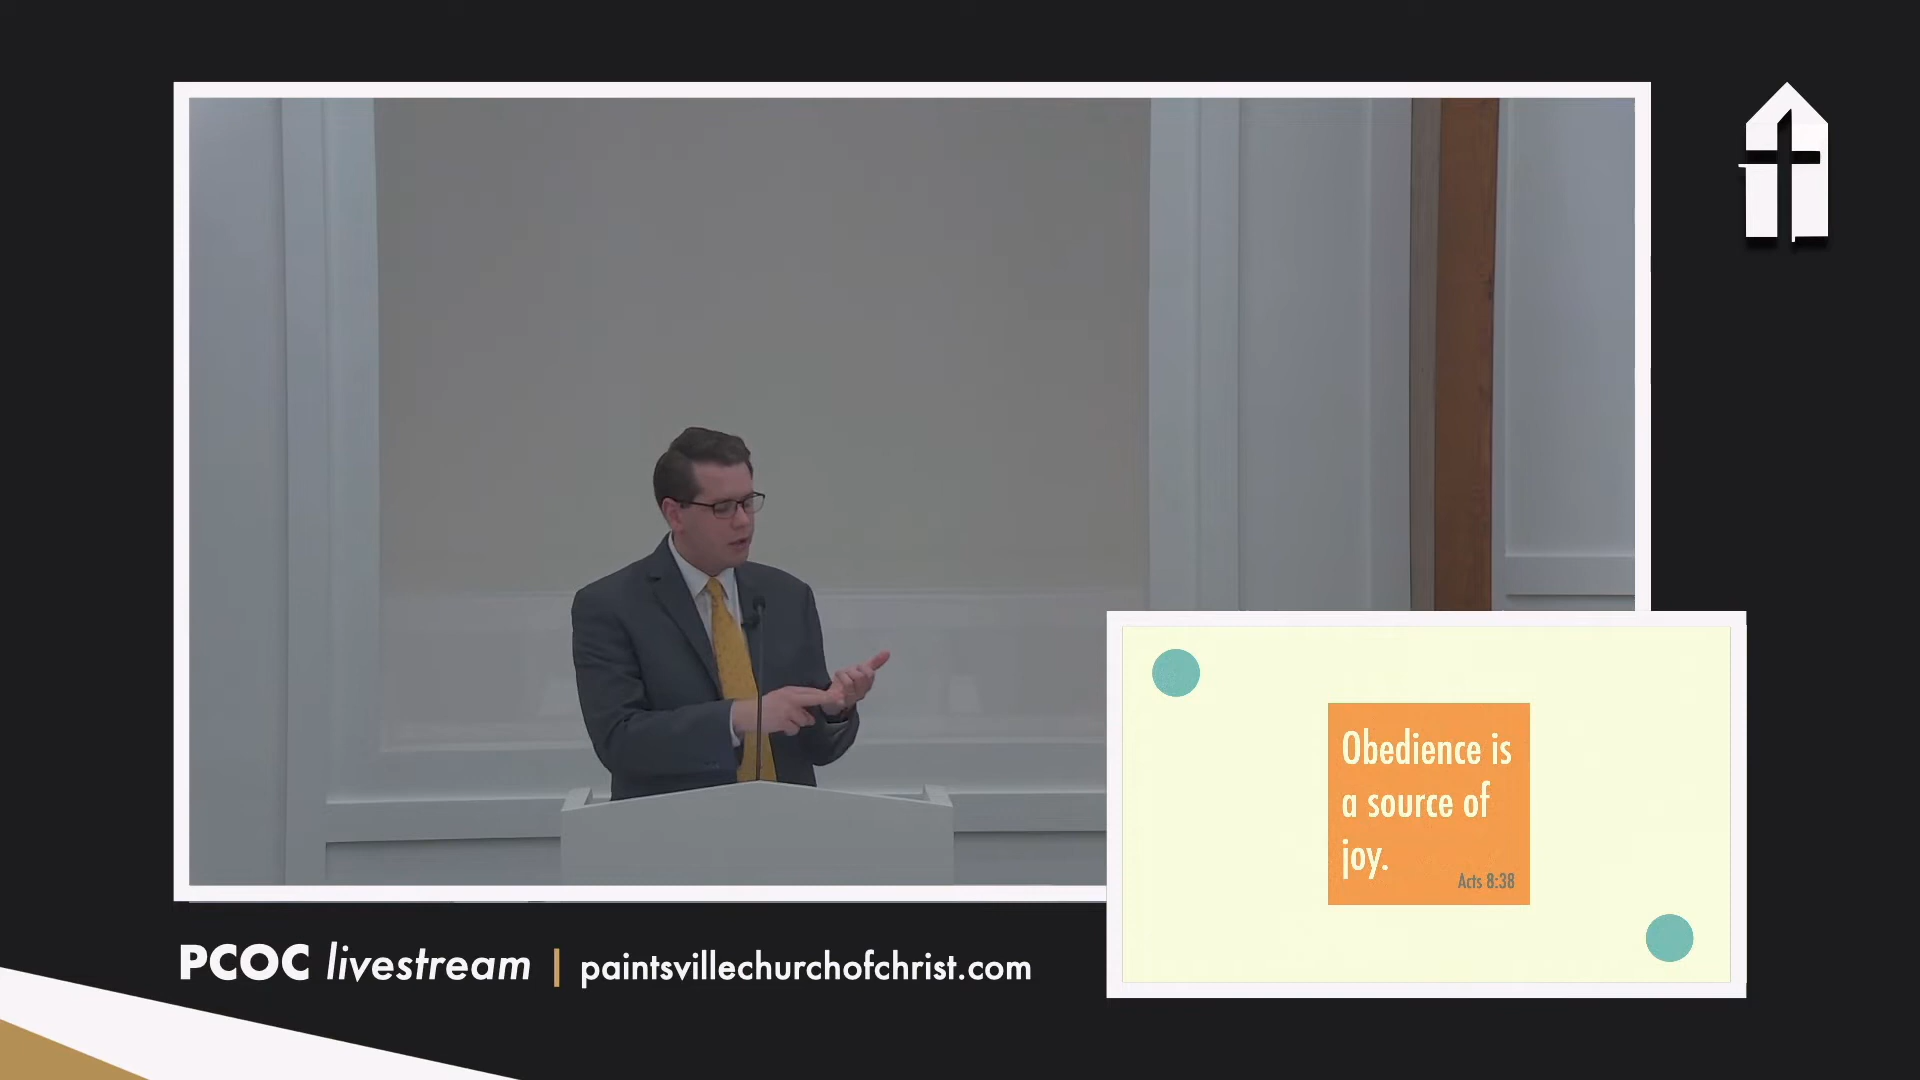 Obedience is
a source of
joy.
Acts 8:38
PCOC livestream | paintsvillechurchofchrist.com